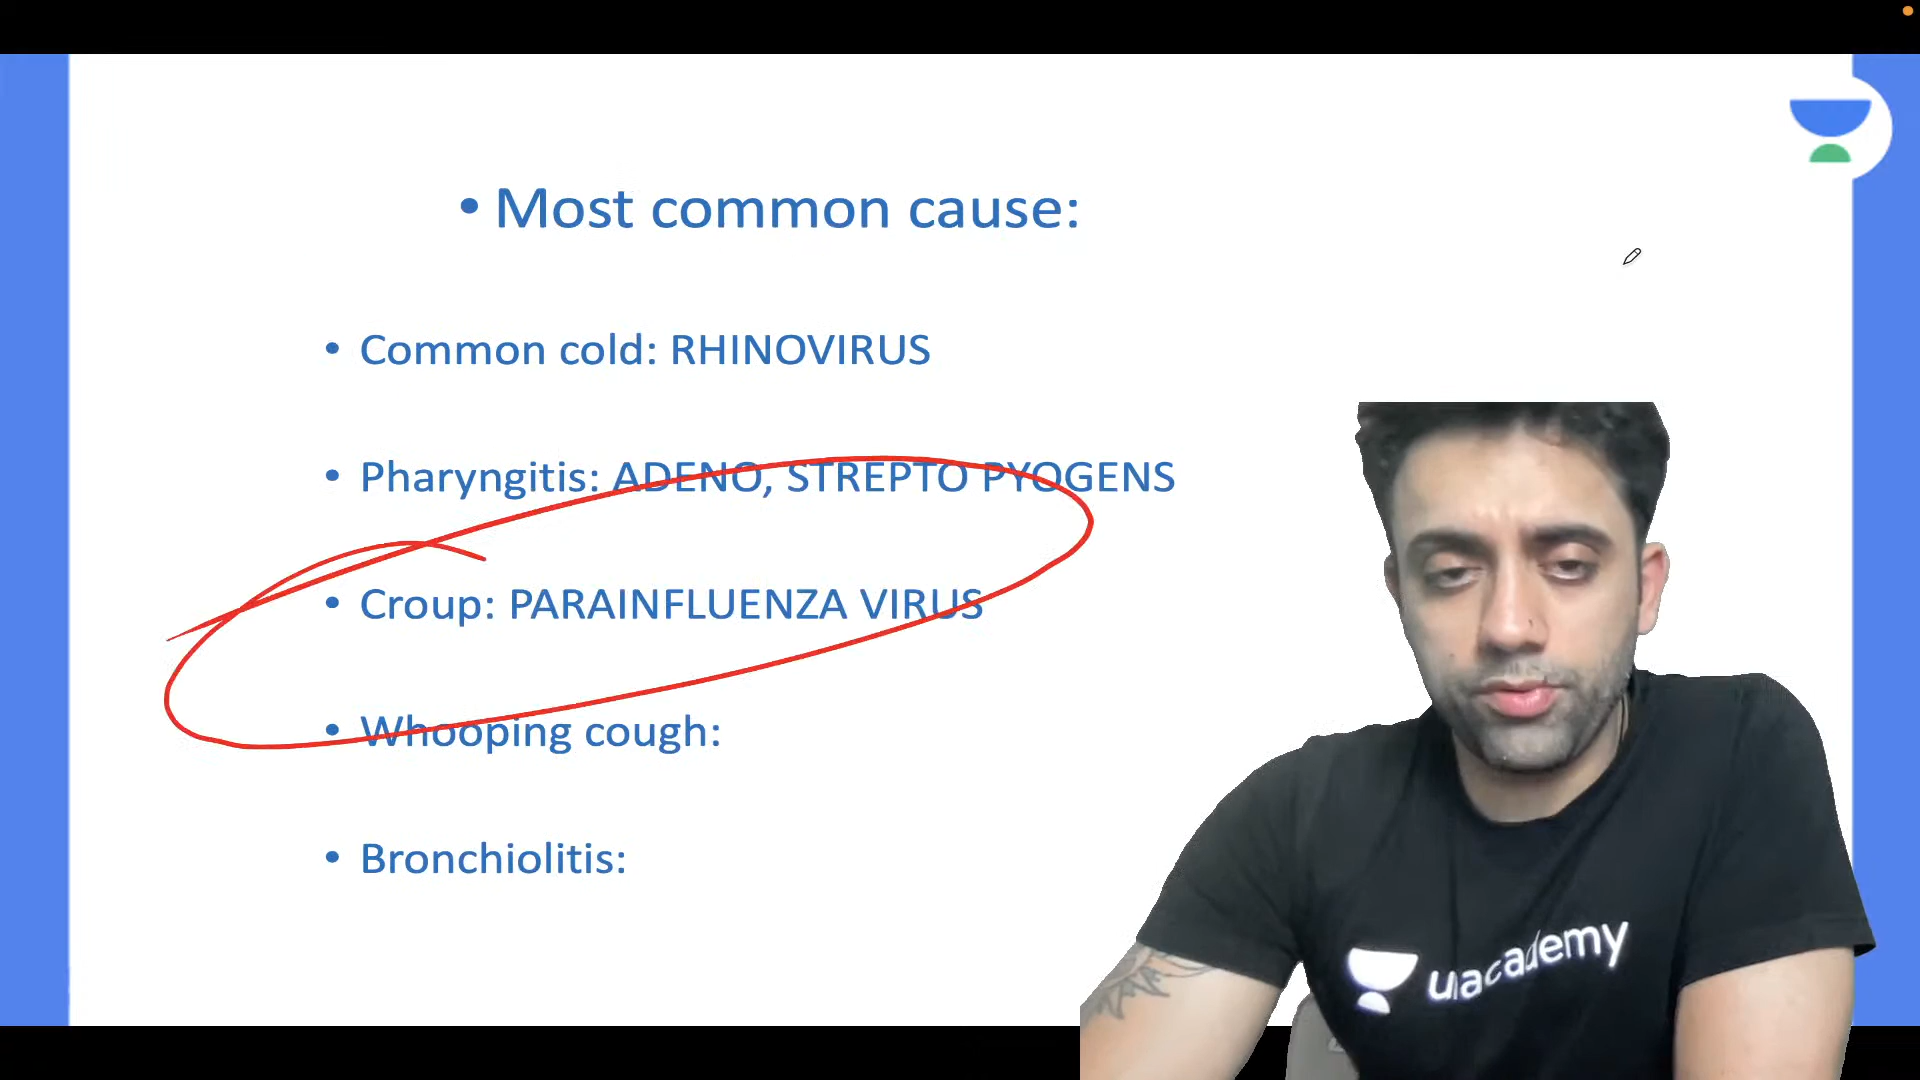 • Most common cause:
• Common cold: RHINOVIRUS
• Pharyngitis: ADENO, STREPTO PYOGENS
• Croup: PARAINFLUENZA VIRUS
• Whooping cough:
• Bronchiolitis:
unacademy